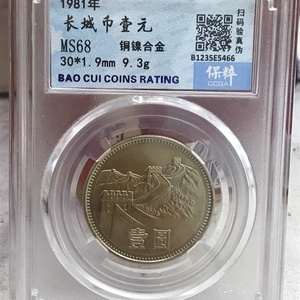 1981年
长城币壹元
MS68 铜镍合金
30*1.9mm 9.3g
BAO CUI COINS RATING
扫码验真伪
B1235E5466
保粹
CCGA
壹圆